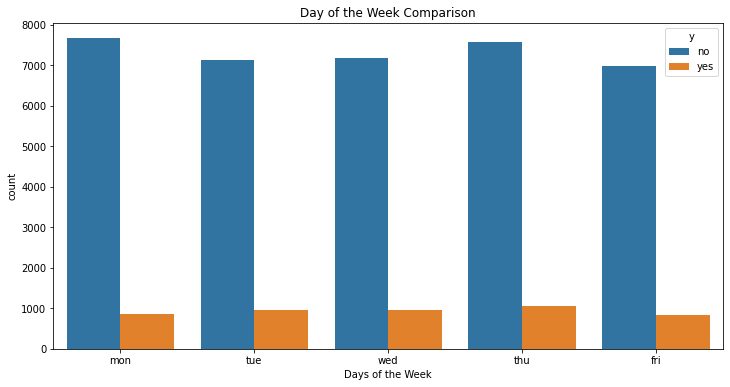 Day of the Week Comparison
y
no
yes
8000
7000
6000
5000
4000
3000
2000
1000
0
count
mon tue wed thu fri
Days of the Week